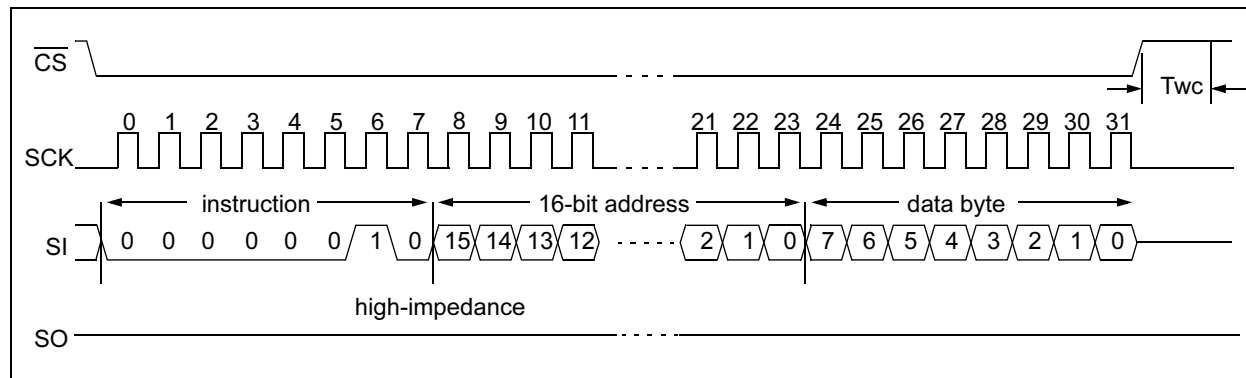 CS
Twc
0 1 2 3 4 5 6 7 8 9 10 11 21 22 23 24 25 26 27 28 29 30 31
SCK
instruction 16-bit address data byte
SI 0 0 0 0 0 0 1 0 15 14 13 12 2 1 0 7 6 5 4 3 2 1 0
high-impedance
SO